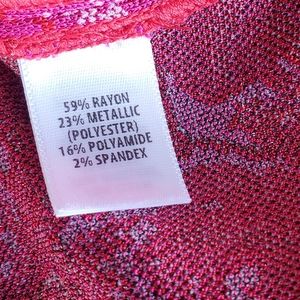 59% RAYON
23% METALLIC
(POLYESTER)
16% POLYAMIDE
2% SPANDEX